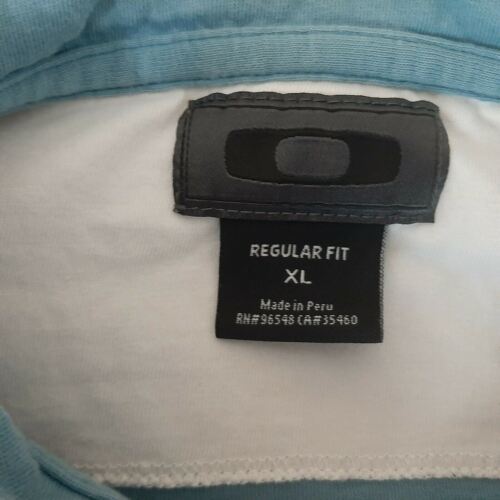 REGULAR FIT
XL
Made in Peru
RN#96548 CA#35460